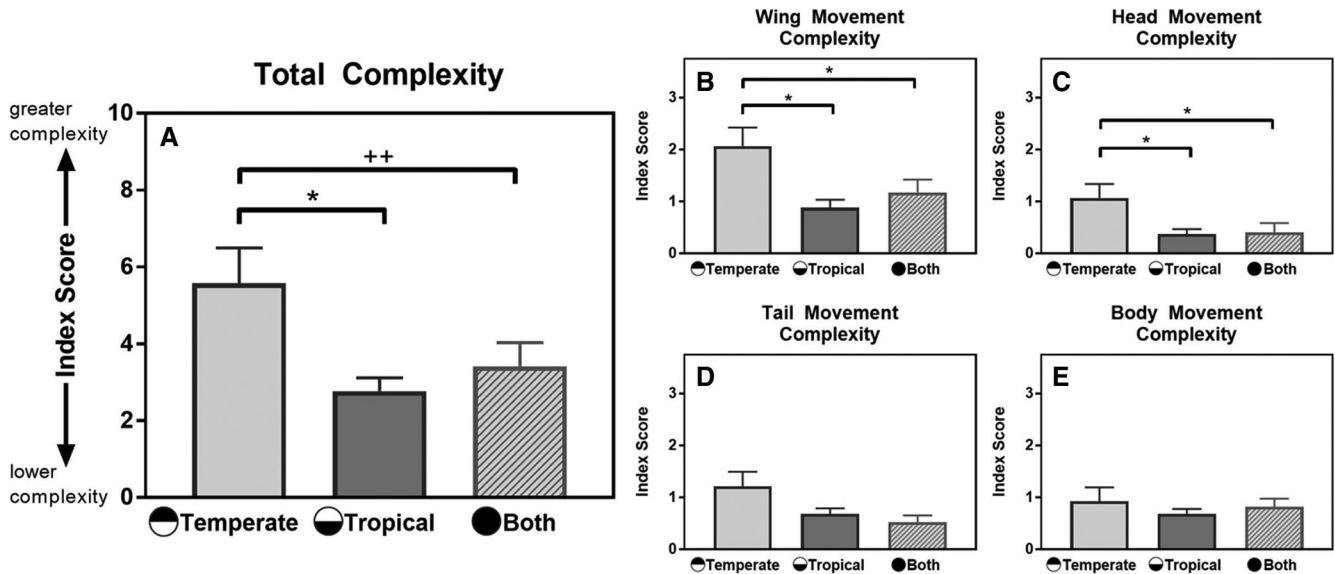 Total Complexity
greater
complexity
Index Score
lower
complexity
10
8
6
4
2
0
A
++
*
Temperate Tropical Both
Wing Movement
Complexity
Index Score
3
2
1
0
B
*
*
Temperate Tropical Both
Head Movement
Complexity
Index Score
3
2
1
0
C
*
*
Temperate Tropical Both
Tail Movement
Complexity
Index Score
3
2
1
0
D
Temperate Tropical Both
Body Movement
Complexity
Index Score
3
2
1
0
E
Temperate Tropical Both